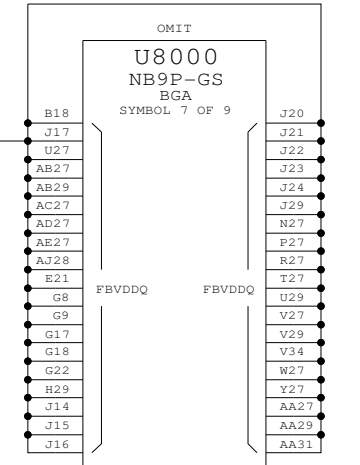 OMIT
U8000
NB9P-GS
BGA
SYMBOL 7 OF 9
B18 J20
J17 J21
U27 J22
AB27 J23
AB29 J24
AC27 J29
AD27 N27
AE27 P27
AJ28 R27
E21 T27
G8 FBVDDQ FBVDDQ U29
G9 V27
G17 V29
G18 V34
G22 W27
H29 Y27
J14 AA27
J15 AA29
J16 AA31